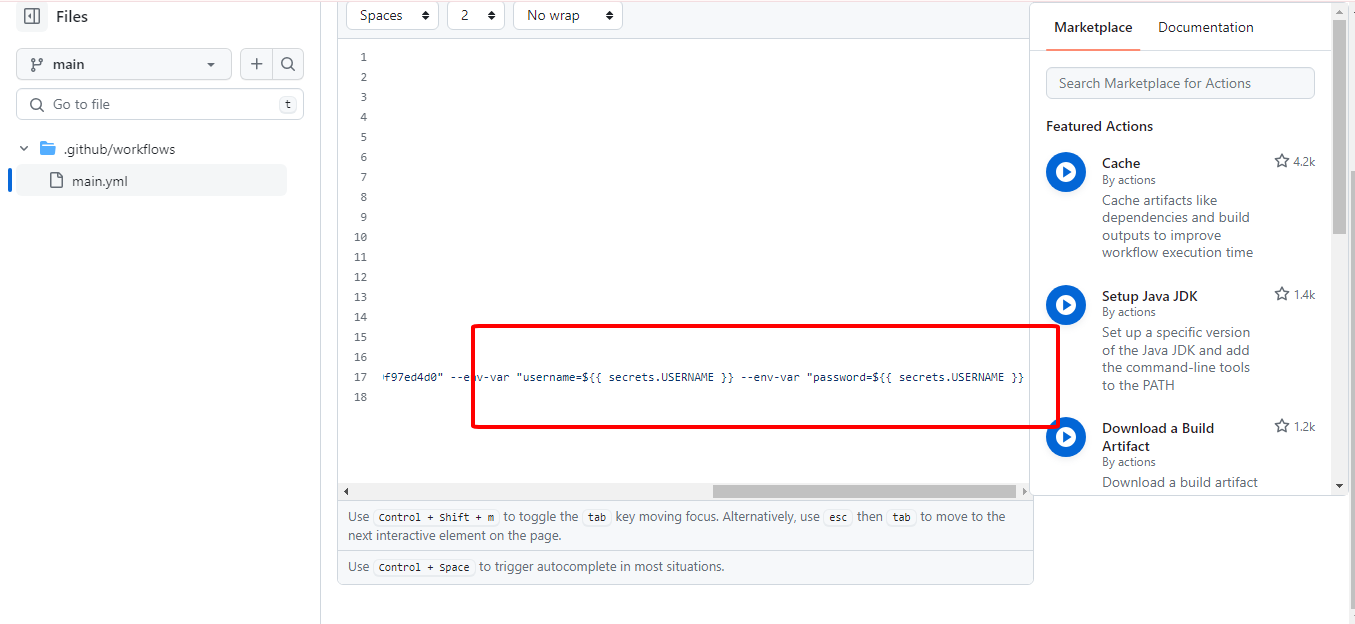 Files
main
Go to file
t
.github/workflows
main.yml
Spaces
2
No wrap
1
2
3
4
5
6
7
8
9
10
11
12
13
14
15
16
17 f97ed4d0" --env-var "username=${{ secrets.USERNAME }} --env-var "password=${{ secrets.USERNAME }}
18
Use Control + Shift + m to toggle the tab key moving focus. Alternatively, use esc then tab to move to the
next interactive element on the page.
Use Control + Space to trigger autocomplete in most situations.
Marketplace Documentation
Search Marketplace for Actions
Featured Actions
Cache 4.2k
By actions
Cache artifacts like
dependencies and build
outputs to improve
workflow execution time
Setup Java JDK 1.4k
By actions
Set up a specific version
of the Java JDK and add
the command-line tools
to the PATH
Download a Build 1.2k
Artifact
By actions
Download a build artifact